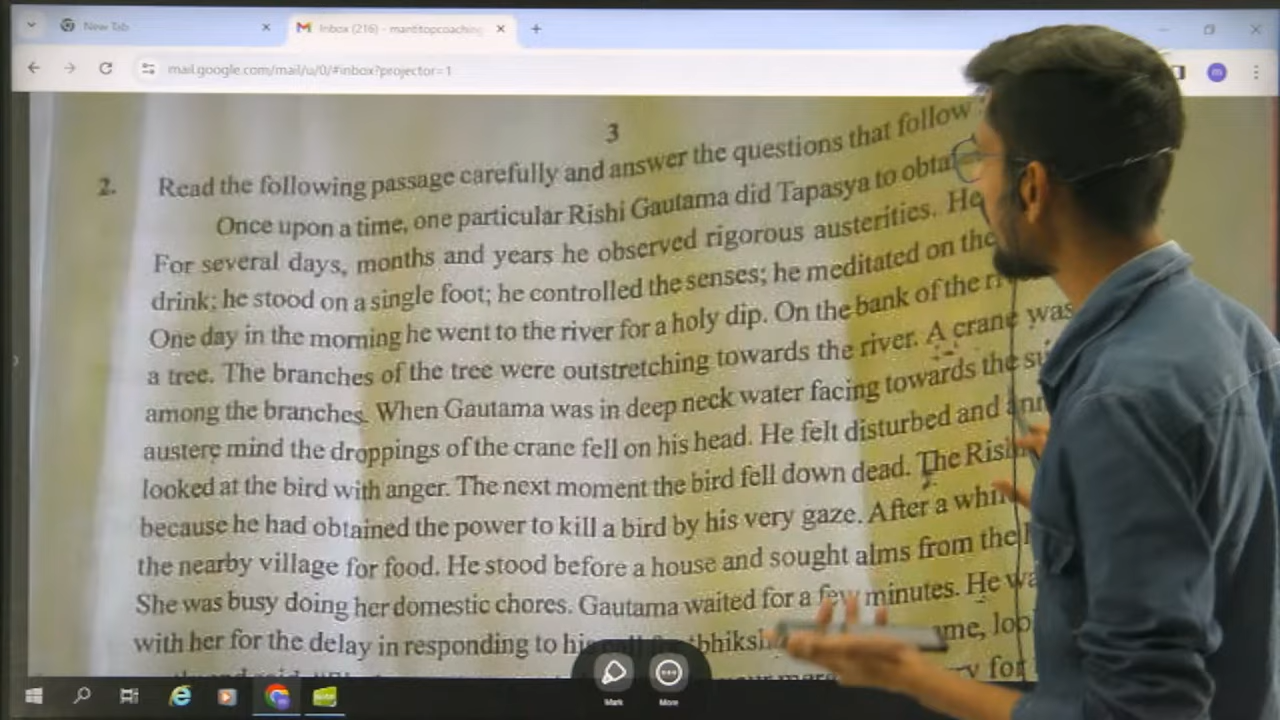 New Tab
Inbox (216) - mantitopcoaching
mail.google.com/mail/u/0/#inbox?projector=1
m
3
2. Read the following passage carefully and answer the questions that follow
Once upon a time, one particular Rishi Gautama did Tapasya to obta
For several days, months and years he observed rigorous austerities. He
drink; he stood on a single foot; he controlled the senses; he meditated on the
One day in the morning he went to the river for a holy dip. On the bank of the r
a tree. The branches of the tree were outstretching towards the river. A crane was
among the branches. When Gautama was in deep neck water facing towards the su
austere mind the droppings of the crane fell on his head. He felt disturbed and ann
looked at the bird with anger. The next moment the bird fell down dead. The Rish
because he had obtained the power to kill a bird by his very gaze. After a whi
the nearby village for food. He stood before a house and sought alms from the
She was busy doing her domestic chores. Gautama waited for a few minutes. He wa
with her for the delay in responding to his bhiksh me, loo
Mark
More